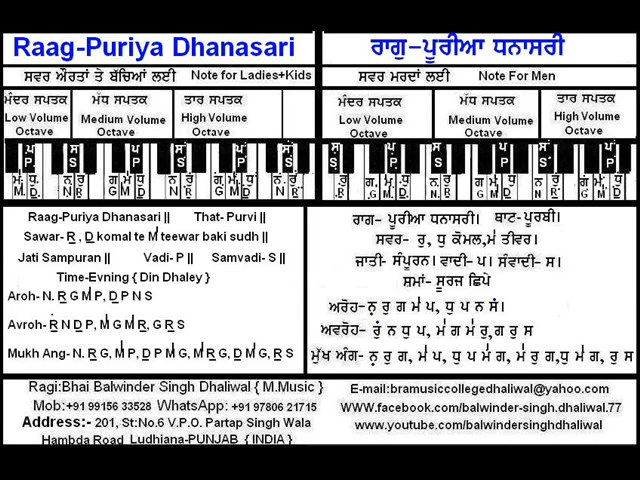 Raag-Puriya Dhanasari
ਰਾਗੁ-ਪੂਰੀਆ ਧਨਾਸਰੀ
ਸਵਰ ਔਰਤਾਂ ਤੇ ਬੱਚਿਆਂ ਲਈ Note for Ladies+Kids
ਸਵਰ ਮਰਦਾਂ ਲਈ Note For Men
ਮੰਦਰ ਸਪਤਕ ਮੱਧ ਸਪਤਕ ਤਾਰ ਸਪਤਕ
Low Volume Medium Volume High Volume
Octave Octave Octave
ਮੰਦਰ ਸਪਤਕ ਮੱਧ ਸਪਤਕ ਤਾਰ ਸਪਤਕ
Low Volume Medium Volume High Volume
Octave Octave Octave
Raag-Puriya Dhanasari || That- Purvi ||
Sawar- R̲ , D̲ komal te M̍ teewar baki sudh ||
Jati Sampuran || Vadi- P || Samvadi- S ||
Time-Evning { Din Dhaley }
Aroh- N. R̲ G M̍ P, D̲ P N S
Avroh- Ṙ̲ N D̲ P, M̍ G M̍ R̲, G R̲ S
Mukh Ang- N. R̲ G, M̍ P, D̲ P M̍ G, M̍ R̲ G, D̲ M̍ G, R̲ S
ਰਾਗ- ਪੂਰੀਆ ਧਨਾਸਰੀ। ਥਾਟ- ਪੂਰਬੀ।
ਸਵਰ- ਰੁ, ਧੁ ਕੋਮਲ,ਮਂ ਤੀਵਰ।
ਜਾਤੀ- ਸੰਪੂਰਨ। ਵਾਦੀ- ਪ। ਸੰਵਾਦੀ- ਸ।
ਸ਼ਮਾਂ- ਸੂਰਜ ਛਿਪੇ
ਅਰੋਹ- ਨ਼ ਰੁ ਗ ਮਂ ਪ, ਧੁ ਪ ਨ ਸਂ।
ਅਵਰੋਹ- ਰੁਂ ਨ ਧੁ ਪ, ਮਂ ਗ ਮਂ ਰੁ,ਗ ਰੁ ਸ
ਮੁੱਖ ਅੰਗ- ਨ਼ ਰੁ ਗ, ਮਂ ਪ, ਧੁ ਪ ਮਂ ਗ, ਮਂ ਰੁ ਗ,ਧੁ ਮਂ ਗ, ਰੁ ਸ
Ragi:Bhai Balwinder Singh Dhaliwal { M.Music }
Mob:+91 99156 33528 WhatsApp: +91 97806 21715
Address:- 201, St:No.6 V.P.O. Partap Singh Wala
Hambda Road Ludhiana-PUNJAB { INDIA }
E-mail:bramusiccollegedhaliwal@yahoo.com
WWW.facebook.com/balwinder-singh.dhaliwal.77
www.youtube.com/balwindersinghdhaliwal